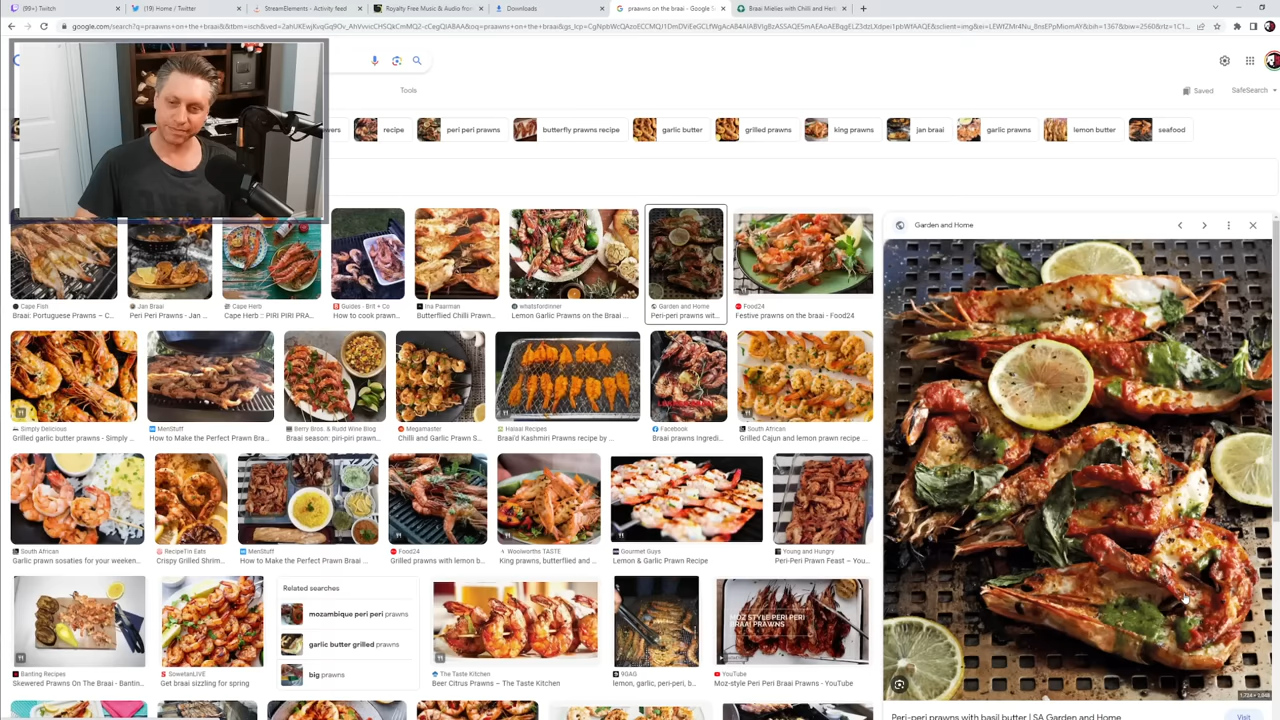 (99+) Twitch
(19) Home / Twitter
StreamElements - Activity feed
Royalty Free Music & Audio from
Downloads
praawns on the braai - Google S
Braai Mielies with Chilli and Her
Tools
Saved
SafeSearch
recipe
peri peri prawns
butterfly prawns recipe
garlic butter
grilled prawns
king prawns
jan braai
garlic prawns
lemon butter
seafood
Garden and Home
Cape Fish
Braai: Portuguese Prawns – C...
Jan Braai
Peri Peri Prawns - Jan ...
Cape Herb
Cape Herb :: PIRI PIRI PRA...
Guides - Brit + Co
How to cook prawn...
Ina Paarman
Butterflied Chilli Prawn...
whatsfordinner
Lemon Garlic Prawns on the Braai ...
Garden and Home
Peri-peri prawns wit...
Food24
Festive prawns on the braai - Food24
Simply Delicious
Grilled garlic butter prawns - Simply ...
MenStuff
How to Make the Perfect Prawn Bra...
Berry Bros. & Rudd Wine Blog
Braai season: piri-piri prawn...
Megamaster
Chilli and Garlic Prawn S...
Halaal Recipes
Braai'd Kashmiri Prawns recipe by ...
Facebook
Braai prawns ingredi...
South African
Grilled Cajun and lemon prawn recipe ...
South African
Garlic prawn sosaties for your weeken...
RecipeTin Eats
Crispy Grilled Shrim...
MenStuff
How to Make the Perfect Prawn Braai ...
Food24
Grilled prawns with lemon b...
Woolworths TASTE
King prawns, butterflied and ...
Gourmet Guys
Lemon & Garlic Prawn Recipe
Young and Hungry
Peri-Peri Prawn Feast – You...
Related searches
mozambique peri peri prawns
garlic butter grilled prawns
big prawns
MOZ STYLE PERI PERI
BRAAI PRAWNS
Banting Recipes
Skewered Prawns On The Braai - Bantin...
SowetanLIVE
Get braai sizzling for spring
The Taste Kitchen
Beer Citrus Prawns – The Taste Kitchen
9GAG
lemon, garlic, peri-peri, b...
YouTube
Moz-style Peri Peri Braai Prawns - YouTube
Peri-peri prawns with basil butter | SA Garden and Home
Visit